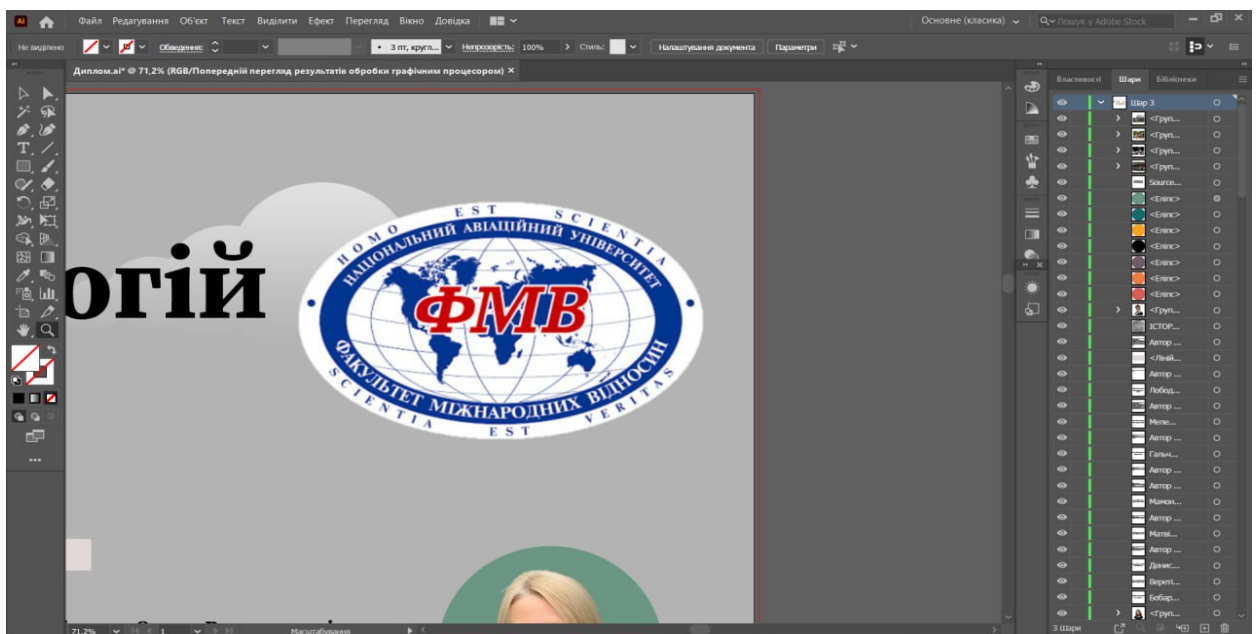 Файл Редагування Об'єкт Текст Виділити Ефект Перегляд Вікно Довідка
Основне (класика)
Пошук у Adobe Stock
Не виділено
Обведення:
3 пт, кругл...
Непрозорість: 100%
Стиль:
Налаштування документа
Параметри
Диплом.ai* @ 71,2% (RGB/Попередній перегляд результатів обробки графічним процесором) ×
Властивості Шари Бібліотеки
Шар 3
<Груп...
<Груп...
<Груп...
<Груп...
Source...
<Еліпс>
<Еліпс>
<Еліпс>
<Еліпс>
<Еліпс>
<Еліпс>
<Еліпс>
<Груп...
ІСТОР...
Автор ...
<Ліній...
Автор ...
Лобод...
Автор ...
Меле...
Автор ...
Гальч...
Автор ...
Автор ...
Мамон...
Автор ...
Матві...
Автор ...
Денис...
Вереті...
Бобар...
<Груп...
3 Шари
огій
HOMO EST SCIENTIA
НАЦІОНАЛЬНИЙ АВІАЦІЙНИЙ УНІВЕРСИТЕТ
ФМВ
ФАКУЛЬТЕТ МІЖНАРОДНИХ ВІДНОСИН
SCIENTIA EST VERITAS
71,2%
1
Масштабування